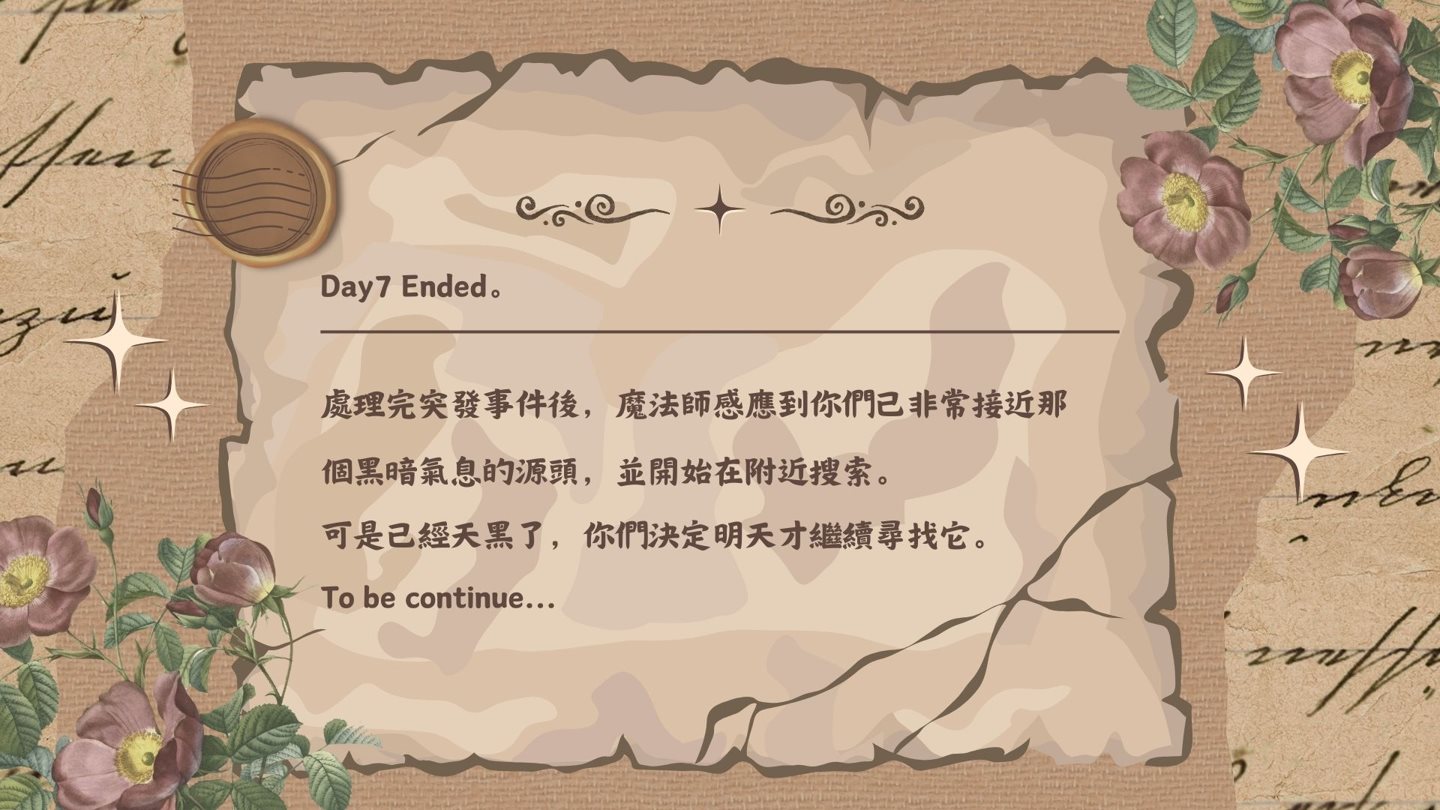 Day7 Ended。
處理完突發事件後，魔法師感應到你們已非常接近那
個黑暗氣息的源頭，並開始在附近搜索。
可是已經天黑了，你們決定明天才繼續尋找它。
To be continue...